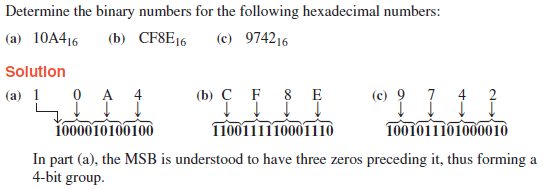 Determine the binary numbers for the following hexadecimal numbers:
(a) 10A4₁₆ (b) CF8E₁₆ (c) 9742₁₆
Solution
(a) 1 0 A 4 (b) C F 8 E (c) 9 7 4 2
1000010100100 1100111110001110 1001011101000010
In part (a), the MSB is understood to have three zeros preceding it, thus forming a
4-bit group.